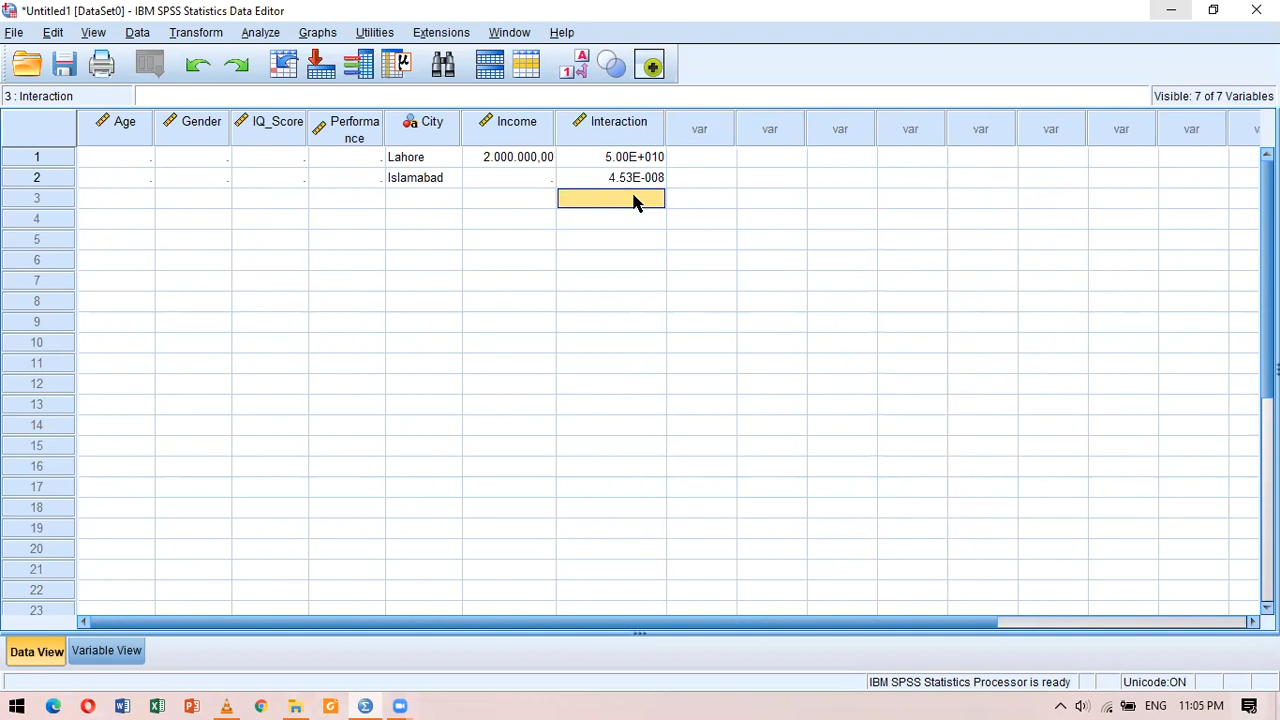 *Untitled1 [DataSet0] - IBM SPSS Statistics Data Editor
File Edit View Data Transform Analyze Graphs Utilities Extensions Window Help
3 : Interaction Visible: 7 of 7 Variables
Age Gender IQ_Score Performa nce City Income Interaction var var var var var var var var
1 . . . . Lahore 2.000.000,00 5.00E+010
2 . . . . Islamabad . 4.53E-008
3
4
5
6
7
8
9
10
11
12
13
14
15
16
17
18
19
20
21
22
23
Data View Variable View
IBM SPSS Statistics Processor is ready Unicode:ON
ENG 11:05 PM